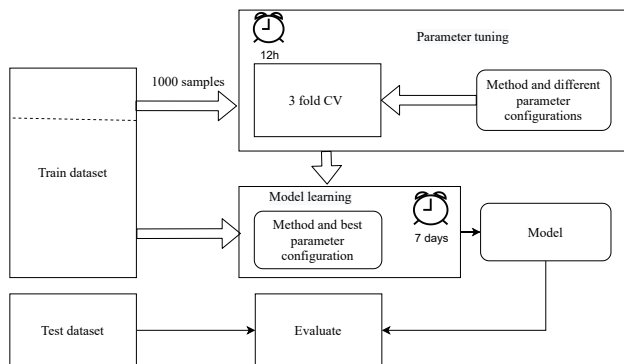 Parameter tuning
12h
1000 samples
3 fold CV
Method and different
parameter
configurations
Train dataset
Model learning
Method and best
parameter
configuration
7 days
Model
Test dataset
Evaluate